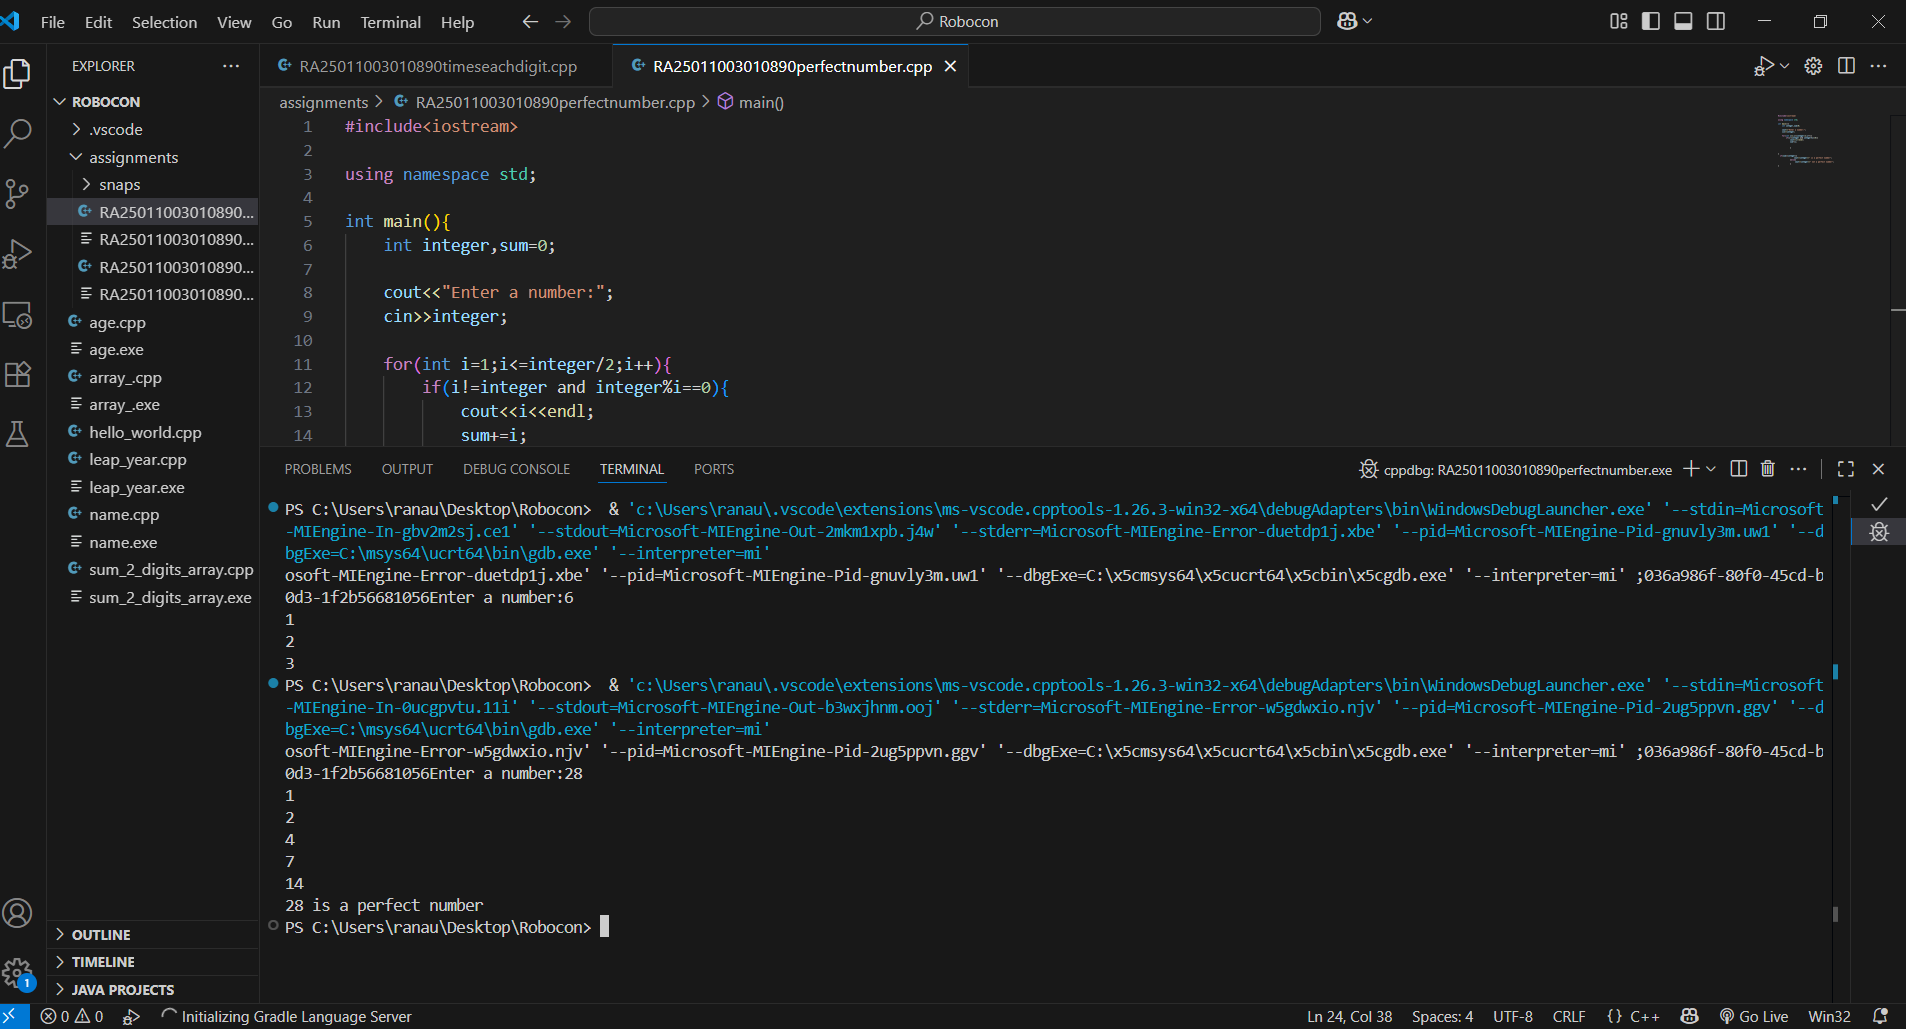 File Edit Selection View Go Run Terminal Help
Robocon
EXPLORER
ROBOCON
.vscode
assignments
snaps
RA25011003010890...
RA25011003010890...
RA25011003010890...
RA25011003010890...
age.cpp
age.exe
array_.cpp
array_.exe
hello_world.cpp
leap_year.cpp
leap_year.exe
name.cpp
name.exe
sum_2_digits_array.cpp
sum_2_digits_array.exe
OUTLINE
TIMELINE
JAVA PROJECTS
RA25011003010890timeseachdigit.cpp RA25011003010890perfectnumber.cpp
assignments > RA25011003010890perfectnumber.cpp > main()
1 #include<iostream>
2
3 using namespace std;
4
5 int main(){
6 int integer,sum=0;
7
8 cout<<"Enter a number:";
9 cin>>integer;
10
11 for(int i=1;i<=integer/2;i++){
12 if(i!=integer and integer%i==0){
13 cout<<i<<endl;
14 sum+=i;
PROBLEMS OUTPUT DEBUG CONSOLE TERMINAL PORTS
cppdbg: RA25011003010890perfectnumber.exe
PS C:\Users\ranau\Desktop\Robocon> & 'c:\Users\ranau\.vscode\extensions\ms-vscode.cpptools-1.26.3-win32-x64\debugAdapters\bin\WindowsDebugLauncher.exe' '--stdin=Microsoft
-MIEngine-In-gbv2m2sj.ce1' '--stdout=Microsoft-MIEngine-Out-2mkm1xpb.j4w' '--stderr=Microsoft-MIEngine-Error-duetdp1j.xbe' '--pid=Microsoft-MIEngine-Pid-gnuvly3m.uw1' '--d
bgExe=C:\msys64\ucrt64\bin\gdb.exe' '--interpreter=mi'
osoft-MIEngine-Error-duetdp1j.xbe' '--pid=Microsoft-MIEngine-Pid-gnuvly3m.uw1' '--dbgExe=C:\x5cmsys64\x5cucrt64\x5cbin\x5cgdb.exe' '--interpreter=mi' ;036a986f-80f0-45cd-b
0d3-1f2b56681056Enter a number:6
1
2
3
PS C:\Users\ranau\Desktop\Robocon> & 'c:\Users\ranau\.vscode\extensions\ms-vscode.cpptools-1.26.3-win32-x64\debugAdapters\bin\WindowsDebugLauncher.exe' '--stdin=Microsoft
-MIEngine-In-0ucgpvtu.11i' '--stdout=Microsoft-MIEngine-Out-b3wxjhnm.ooj' '--stderr=Microsoft-MIEngine-Error-w5gdwxio.njv' '--pid=Microsoft-MIEngine-Pid-2ug5ppvn.ggv' '--d
bgExe=C:\msys64\ucrt64\bin\gdb.exe' '--interpreter=mi'
osoft-MIEngine-Error-w5gdwxio.njv' '--pid=Microsoft-MIEngine-Pid-2ug5ppvn.ggv' '--dbgExe=C:\x5cmsys64\x5cucrt64\x5cbin\x5cgdb.exe' '--interpreter=mi' ;036a986f-80f0-45cd-b
0d3-1f2b56681056Enter a number:28
1
2
4
7
14
28 is a perfect number
PS C:\Users\ranau\Desktop\Robocon>
1
0 0 Initializing Gradle Language Server Ln 24, Col 38 Spaces: 4 UTF-8 CRLF {} C++ Go Live Win32